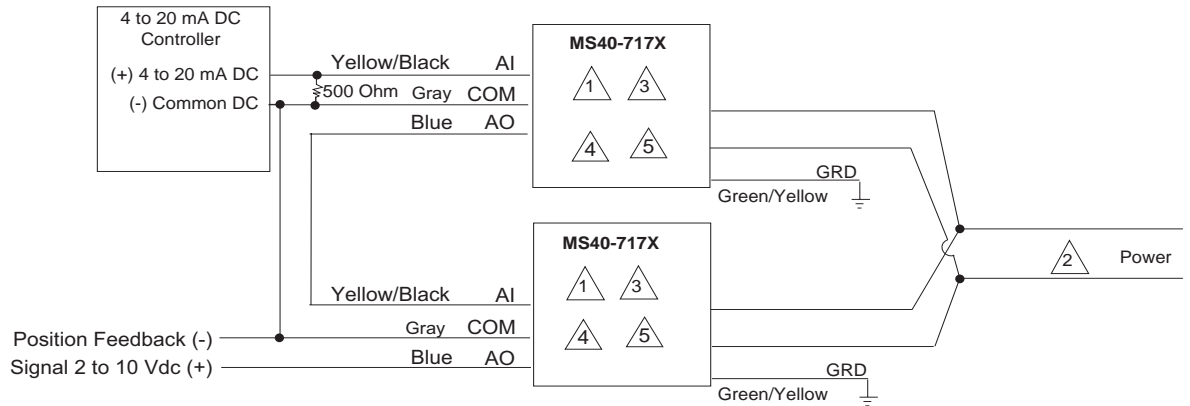 4 to 20 mA DC
Controller
(+) 4 to 20 mA DC
(-) Common DC
500 Ohm
Yellow/Black AI
Gray COM
Blue AO
MS40-717X
1 3
4 5
GRD
Green/Yellow
2 Power
MS40-717X
1 3
4 5
Yellow/Black AI
Gray COM
Blue AO
Position Feedback (-)
Signal 2 to 10 Vdc (+)
GRD
Green/Yellow